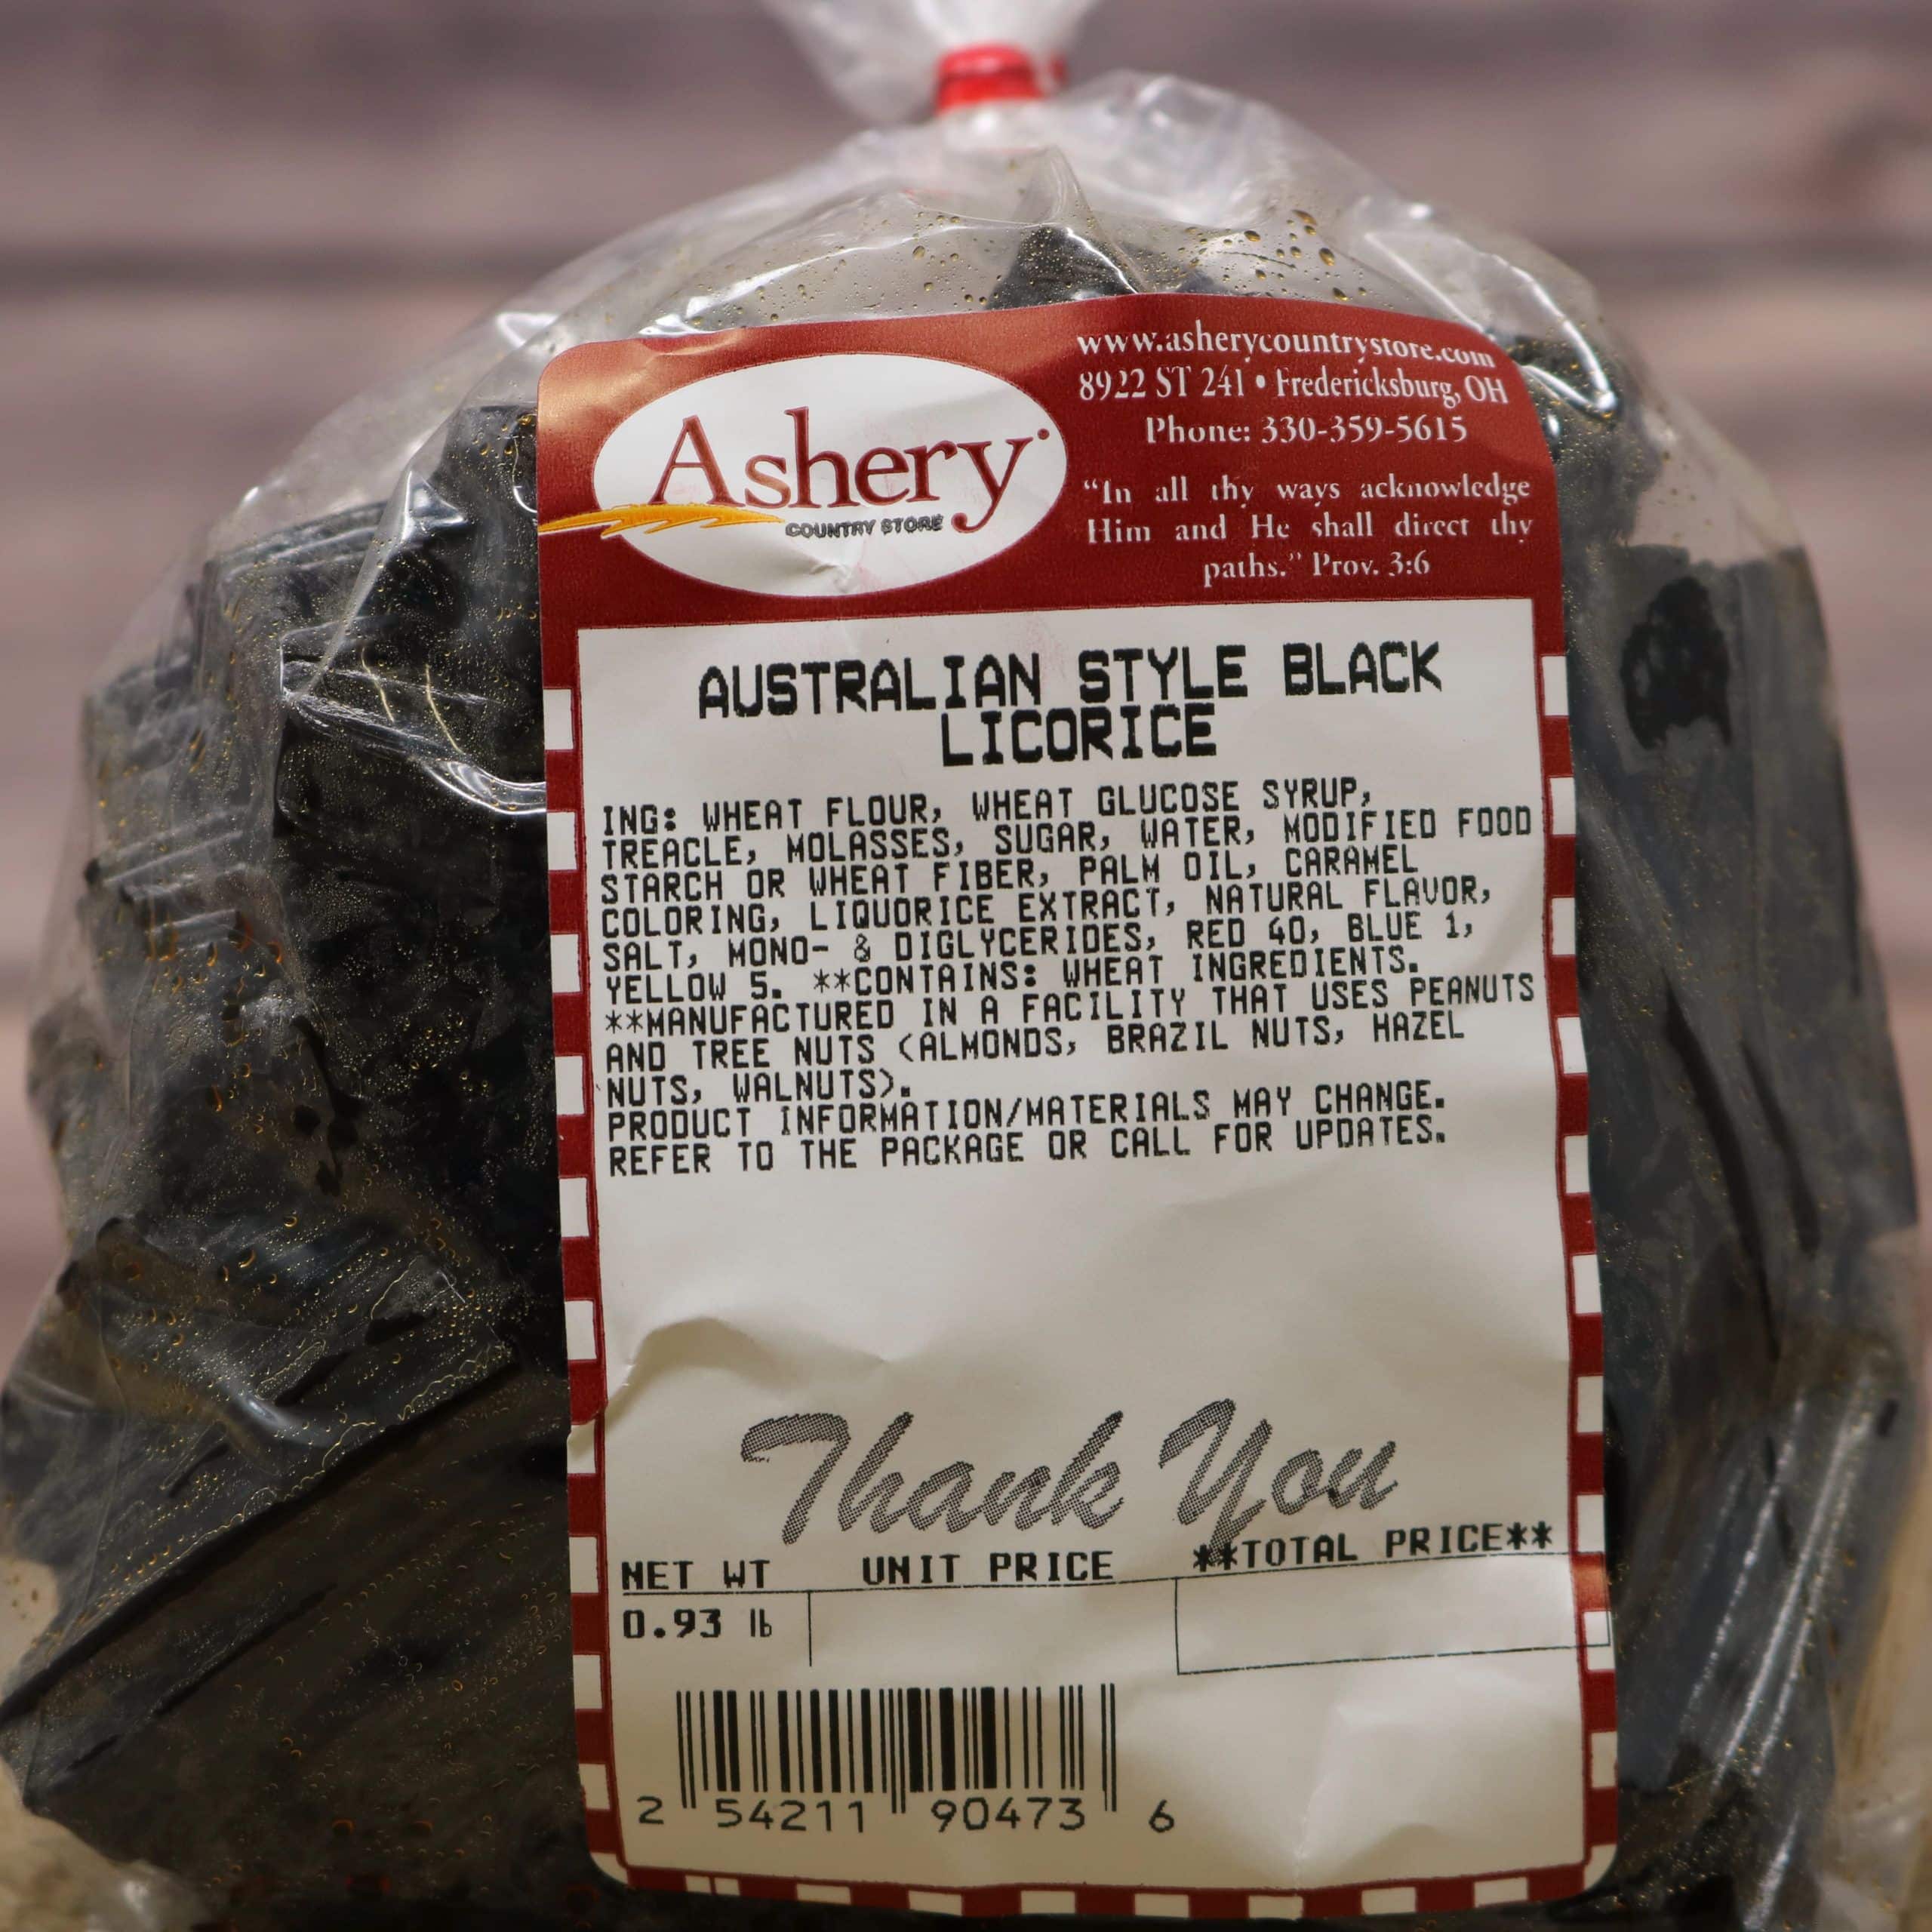 www.asherycountrystore.com
8922 ST 241 • Fredericksburg, OH
Phone: 330-359-5615
"In all thy ways acknowledge
Him and He shall direct thy
paths." Prov. 3:6
Ashery
COUNTRY STORE
AUSTRALIAN STYLE BLACK
LICORICE
ING: WHEAT FLOUR, WHEAT GLUCOSE SYRUP,
TREACLE, MOLASSES, SUGAR, WATER, MODIFIED FOOD
STARCH OR WHEAT FIBER, PALM OIL, CARAMEL
COLORING, LIQUORICE EXTRACT, NATURAL FLAVOR,
SALT, MONO- & DIGLYCERIDES, RED 40, BLUE 1,
YELLOW 5. **CONTAINS: WHEAT INGREDIENTS.
**MANUFACTURED IN A FACILITY THAT USES PEANUTS
AND TREE NUTS (ALMONDS, BRAZIL NUTS, HAZEL
NUTS, WALNUTS).
PRODUCT INFORMATION/MATERIALS MAY CHANGE.
REFER TO THE PACKAGE OR CALL FOR UPDATES.
Thank You
NET WT UNIT PRICE **TOTAL PRICE**
0.93 lb
2 54211 90473 6